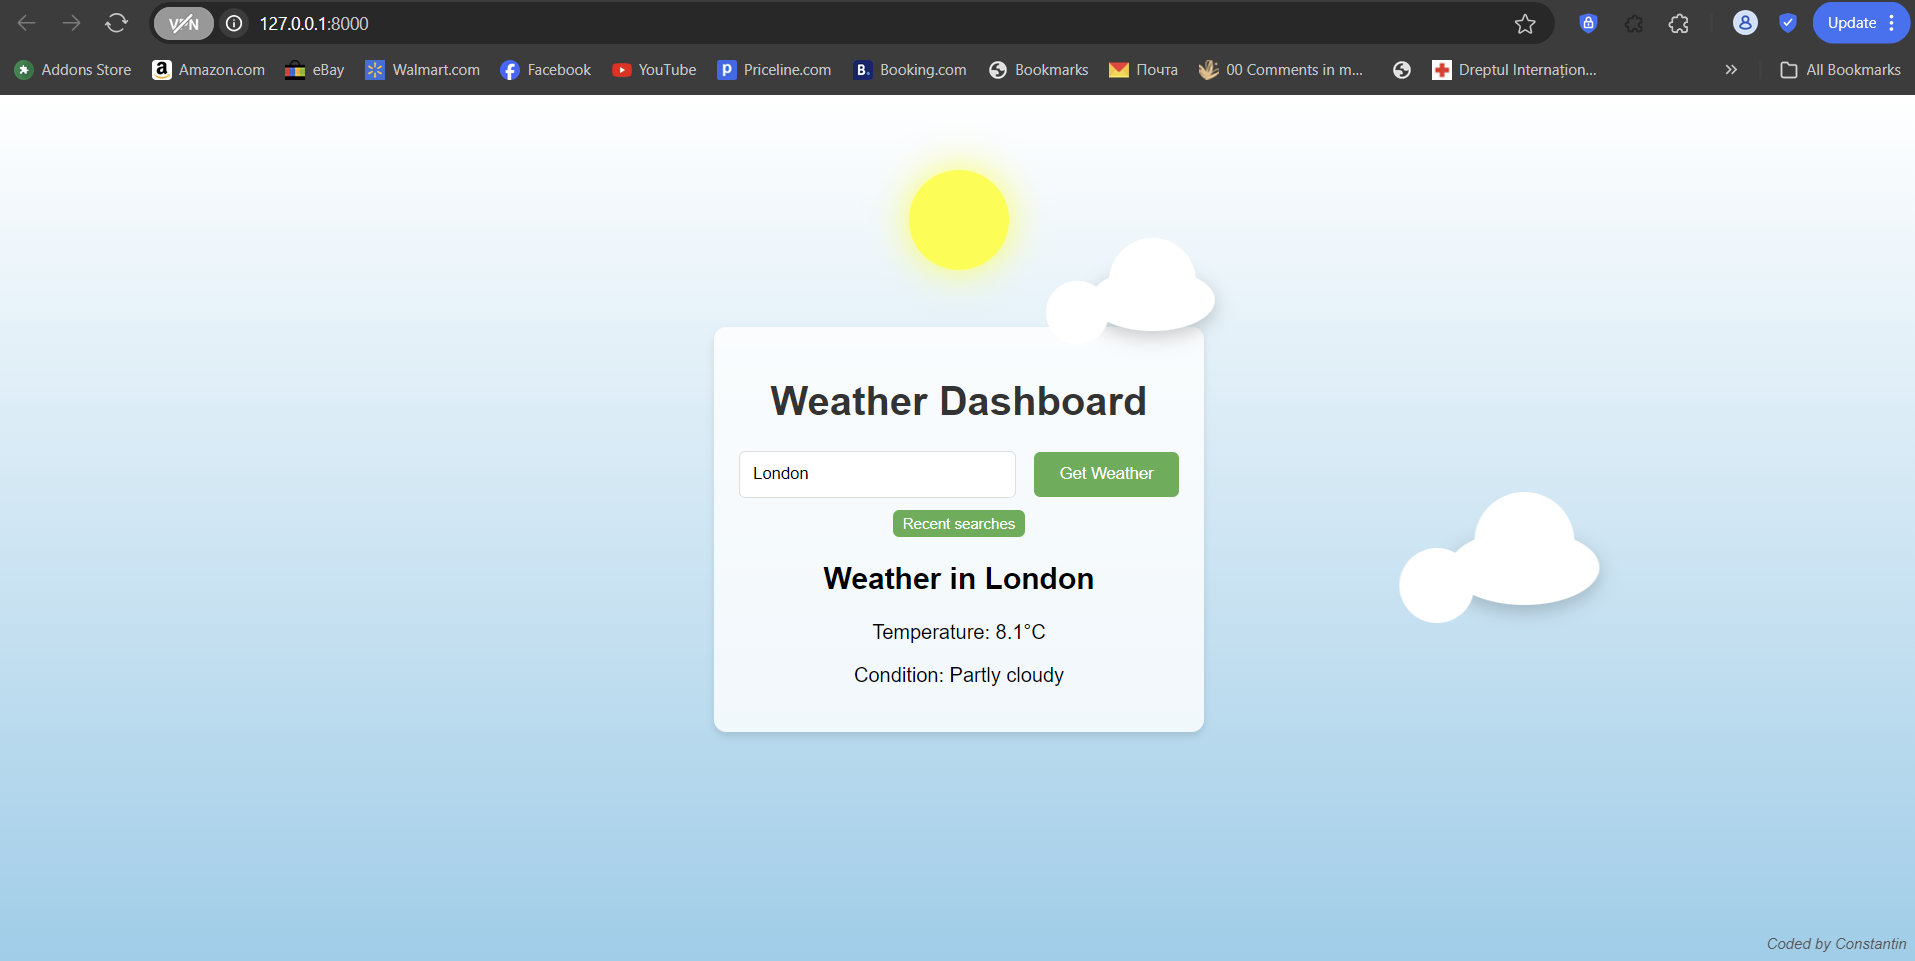 VPN 127.0.0.1:8000 Update
Addons Store Amazon.com eBay Walmart.com Facebook YouTube Priceline.com Booking.com Bookmarks Почта 00 Comments in m... Dreptul Internațion... » All Bookmarks
Weather Dashboard
London Get Weather
Recent searches
Weather in London
Temperature: 8.1°C
Condition: Partly cloudy
Coded by Constantin